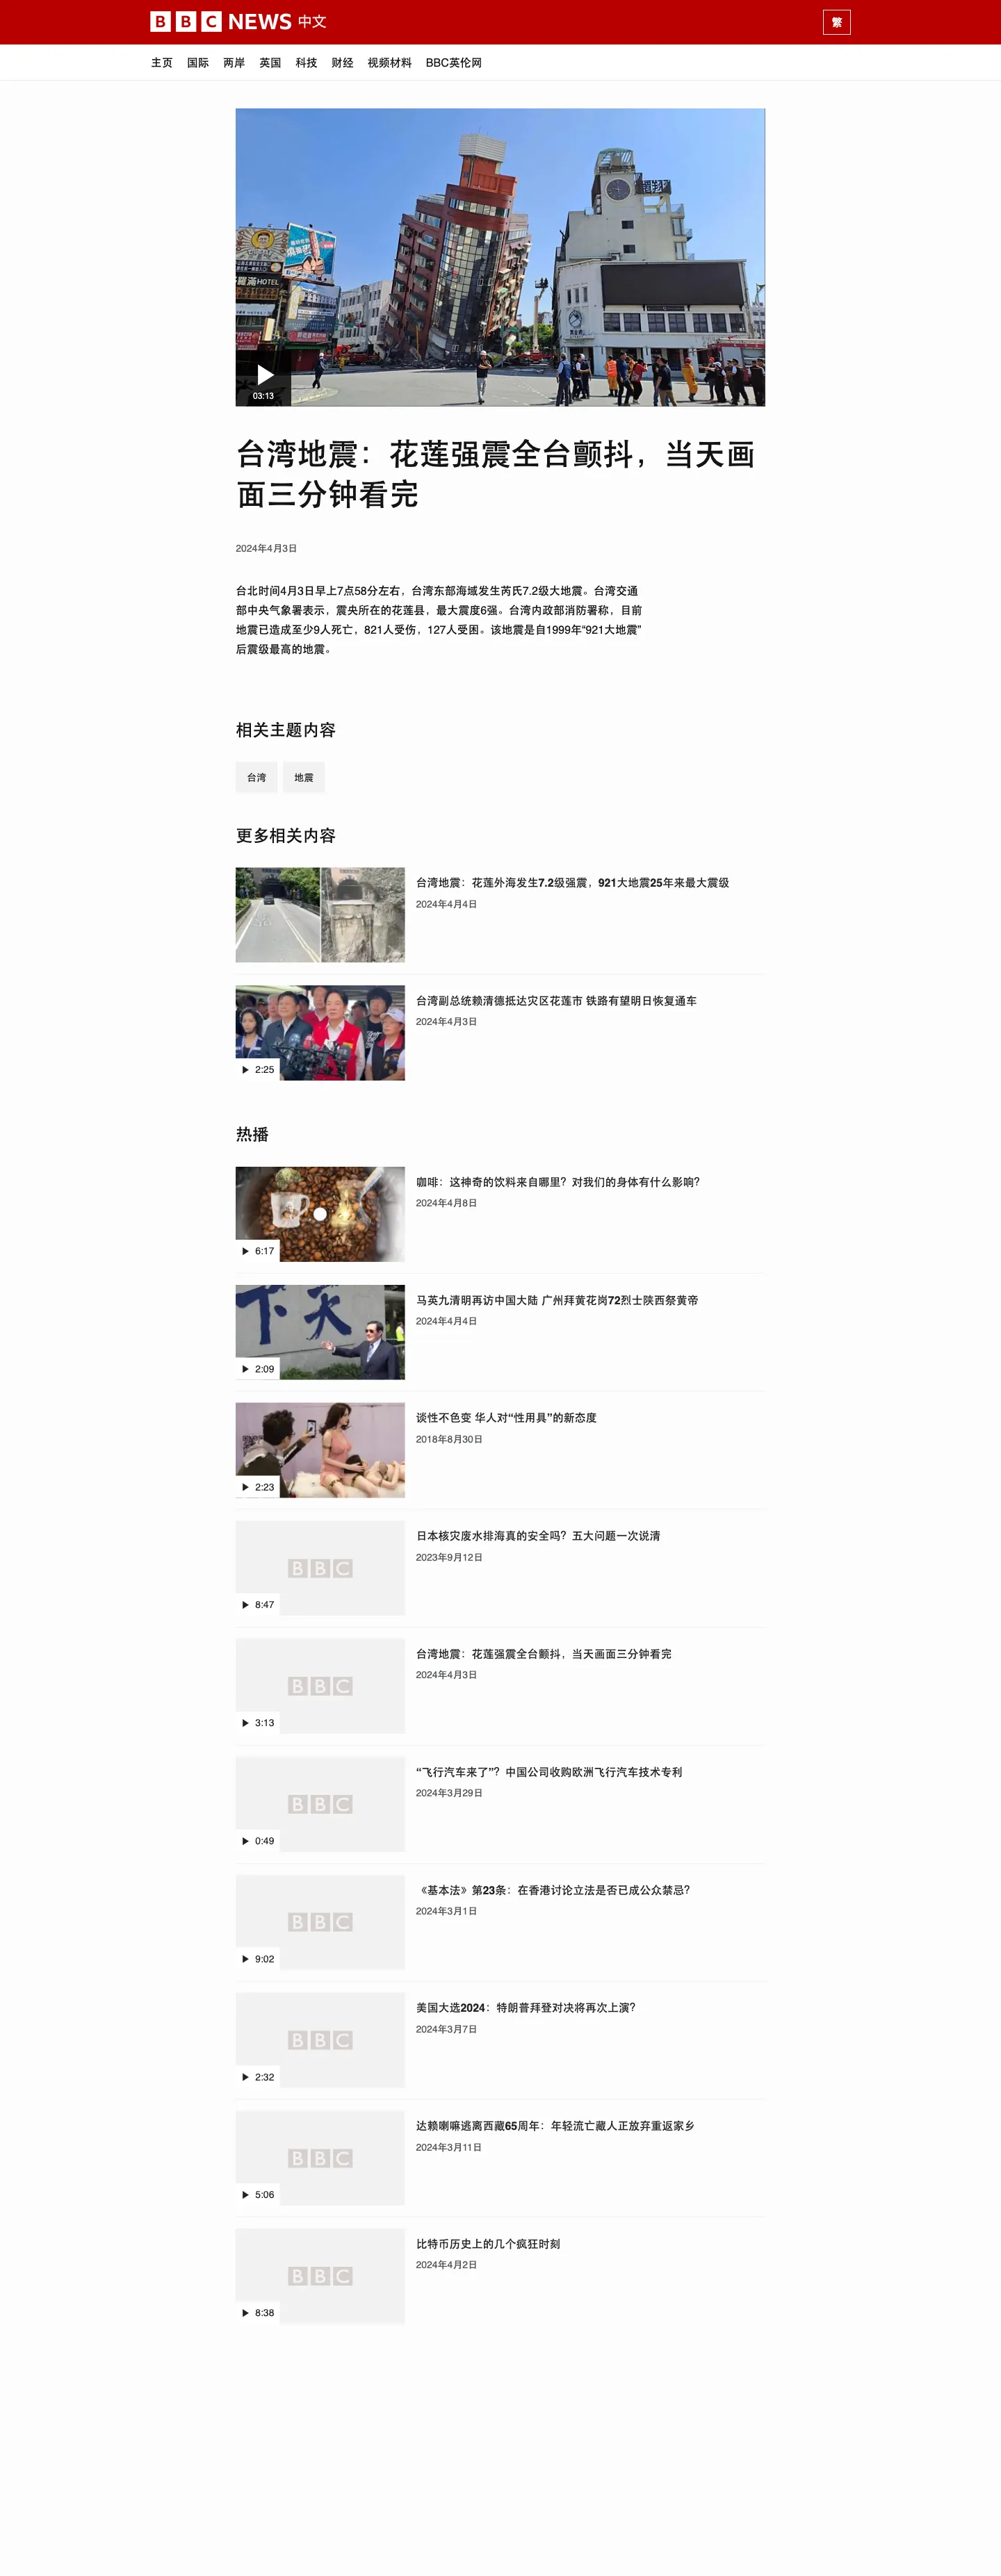 BBC NEWS 中文
繁
主页 国际 两岸 英国 科技 财经 视频材料 BBC英伦网
HOTEL
03:13
台湾地震：花莲强震全台颤抖，当天画
面三分钟看完
2024年4月3日
台北时间4月3日早上7点58分左右，台湾东部海域发生芮氏7.2级大地震。台湾交通
部中央气象署表示，震央所在的花莲县，最大震度6强。台湾内政部消防署称，目前
地震已造成至少9人死亡，821人受伤，127人受困。该地震是自1999年“921大地震”
后震级最高的地震。
相关主题内容
台湾 地震
更多相关内容
台湾地震：花莲外海发生7.2级强震，921大地震25年来最大震级
2024年4月4日
台湾副总统赖清德抵达灾区花莲市 铁路有望明日恢复通车
2024年4月3日
2:25
热播
咖啡：这神奇的饮料来自哪里？对我们的身体有什么影响？
2024年4月8日
6:17
马英九清明再访中国大陆 广州拜黄花岗72烈士陕西祭黄帝
2024年4月4日
下天
2:09
谈性不色变 华人对“性用具”的新态度
2018年8月30日
2:23
日本核灾废水排海真的安全吗？五大问题一次说清
2023年9月12日
BBC
8:47
台湾地震：花莲强震全台颤抖，当天画面三分钟看完
2024年4月3日
BBC
3:13
“飞行汽车来了”？中国公司收购欧洲飞行汽车技术专利
2024年3月29日
BBC
0:49
《基本法》第23条：在香港讨论立法是否已成公众禁忌？
2024年3月1日
BBC
9:02
美国大选2024：特朗普拜登对决将再次上演？
2024年3月7日
BBC
2:32
达赖喇嘛逃离西藏65周年：年轻流亡藏人正放弃重返家乡
2024年3月11日
BBC
5:06
比特币历史上的几个疯狂时刻
2024年4月2日
BBC
8:38